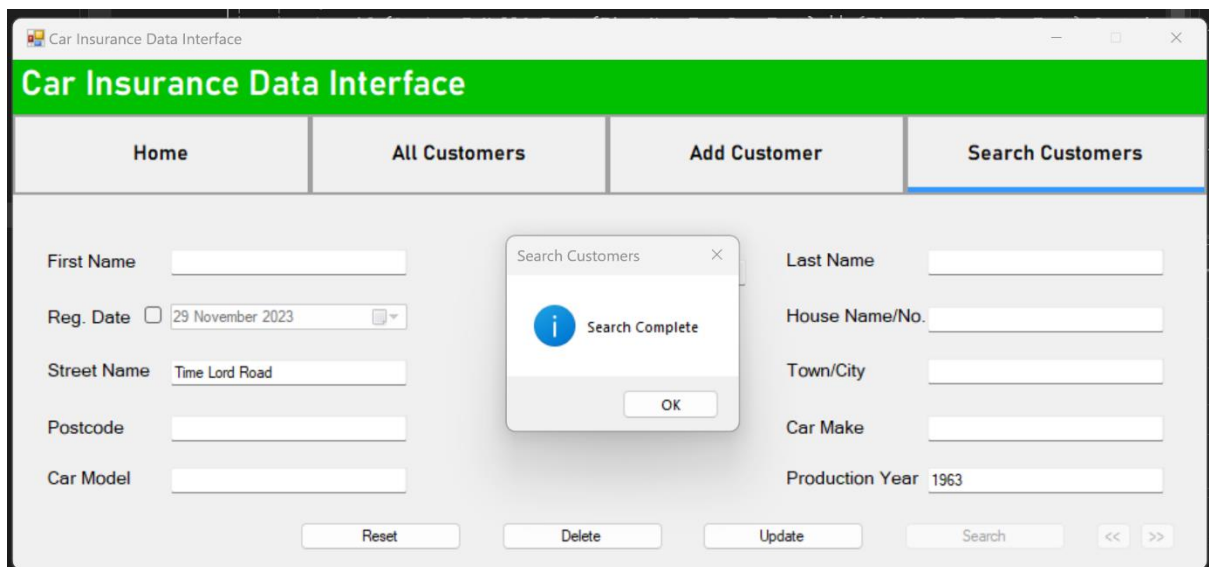 Car Insurance Data Interface
Car Insurance Data Interface
Home All Customers Add Customer Search Customers
Search Customers
First Name Last Name
Reg. Date 29 November 2023 House Name/No.
Search Complete
Street Name Time Lord Road Town/City
OK
Postcode Car Make
Car Model Production Year 1963
Reset Delete Update Search << >>